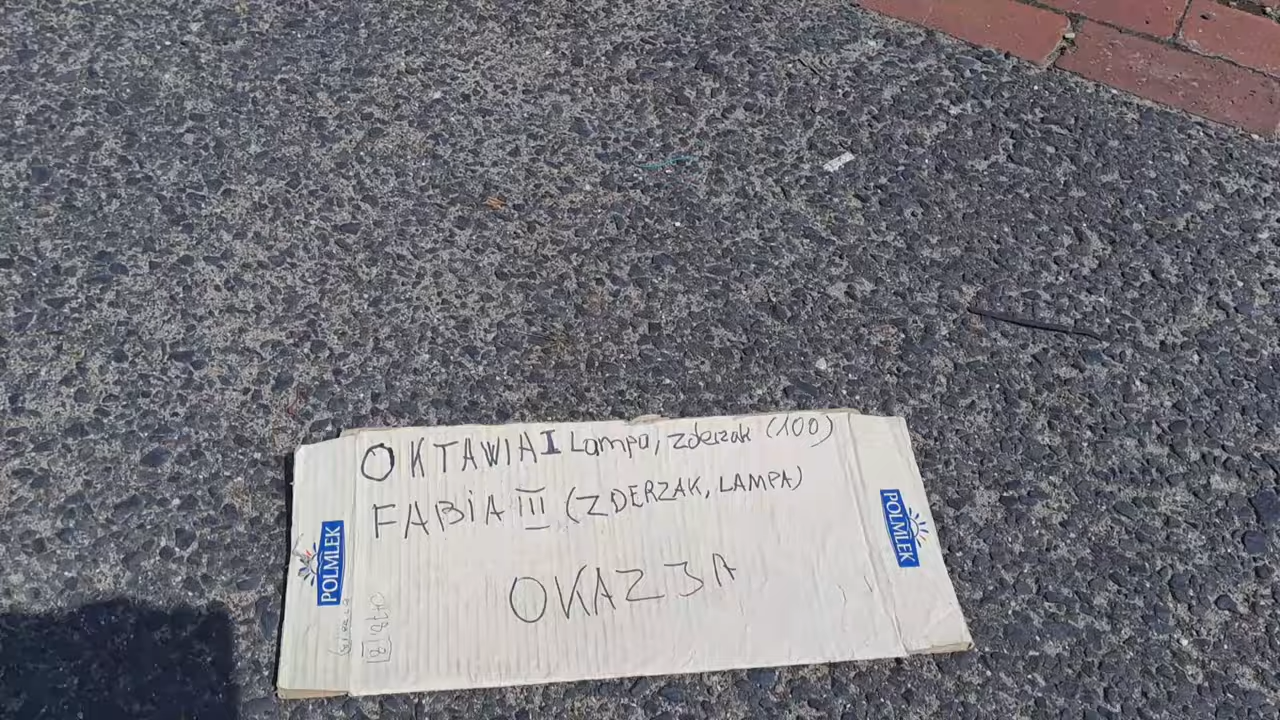 OKTAWIA I Lampa, zderzak (100)
FABiA III (ZDERZAK, LAMPA)
OKAZJA
POLMLEK
POLMLEK